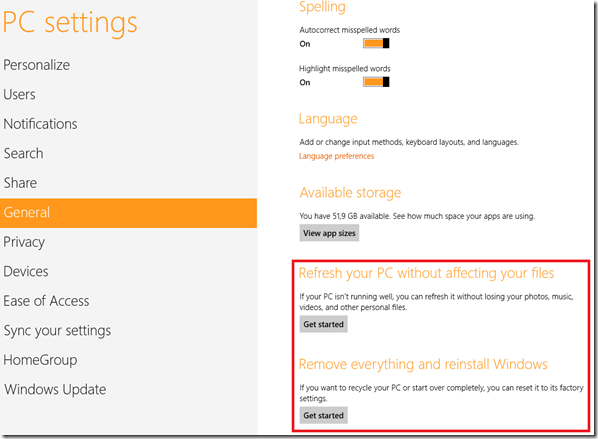 PC settings
Personalize
Users
Notifications
Search
Share
General
Privacy
Devices
Ease of Access
Sync your settings
HomeGroup
Windows Update
Spelling
Autocorrect misspelled words
On
Highlight misspelled words
On
Language
Add or change input methods, keyboard layouts, and languages.
Language preferences
Available storage
You have 51,9 GB available. See how much space your apps are using.
View app sizes
Refresh your PC without affecting your files
If your PC isn't running well, you can refresh it without losing your photos, music,
videos, and other personal files.
Get started
Remove everything and reinstall Windows
If you want to recycle your PC or start over completely, you can reset it to its factory
settings.
Get started